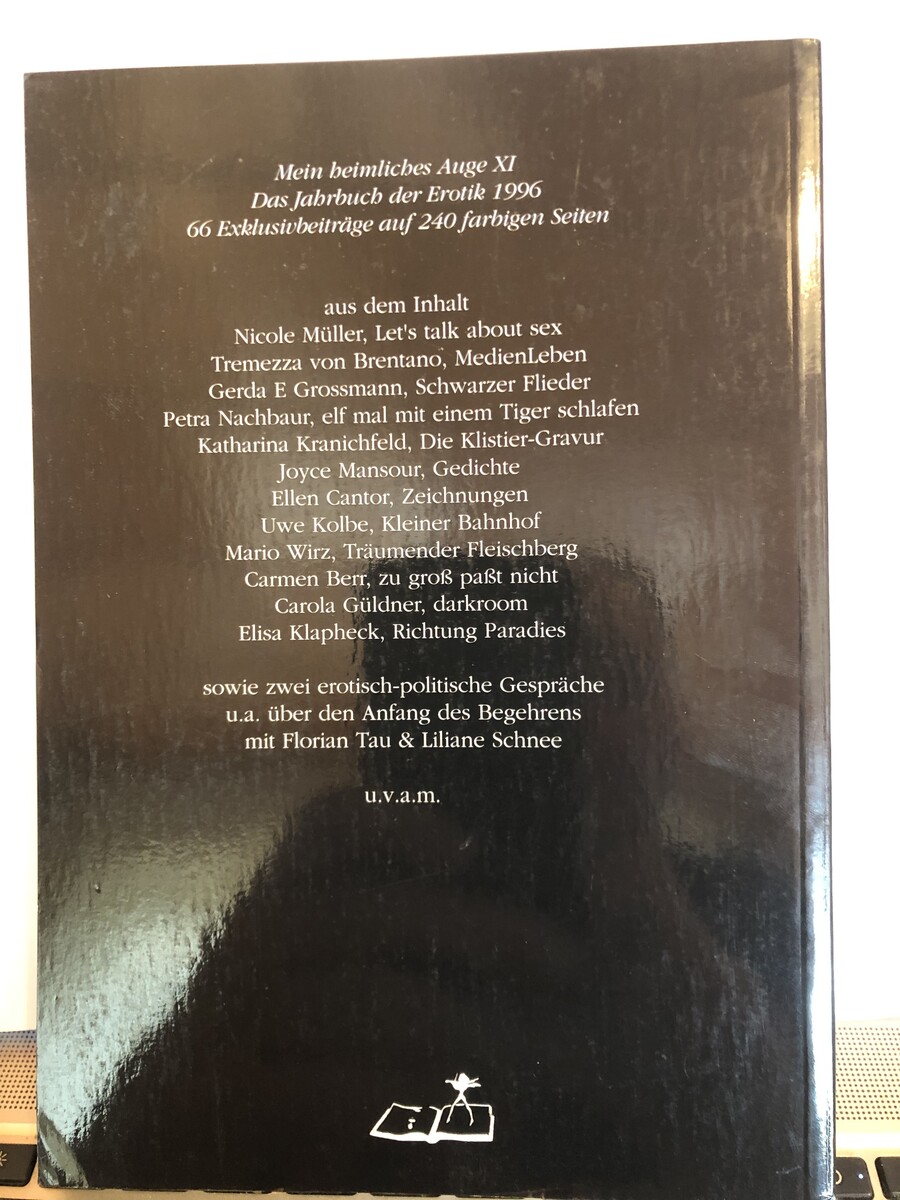 Mein heimliches Auge XI
Das Jahrbuch der Erotik 1996
66 Exklusivbeiträge auf 240 farbigen Seiten
aus dem Inhalt
Nicole Müller, Let's talk about sex
Tremezza von Brentano, MedienLeben
Gerda E Grossmann, Schwarzer Flieder
Petra Nachbaur, elf mal mit einem Tiger schlafen
Katharina Kranichfeld, Die Klistier-Gravur
Joyce Mansour, Gedichte
Ellen Cantor, Zeichnungen
Uwe Kolbe, Kleiner Bahnhof
Mario Wirz, Träumender Fleischberg
Carmen Berr, zu groß paßt nicht
Carola Güldner, darkroom
Elisa Klapheck, Richtung Paradies
sowie zwei erotisch-politische Gespräche
u.a. über den Anfang des Begehrens
mit Florian Tau & Liliane Schnee
u.v.a.m.